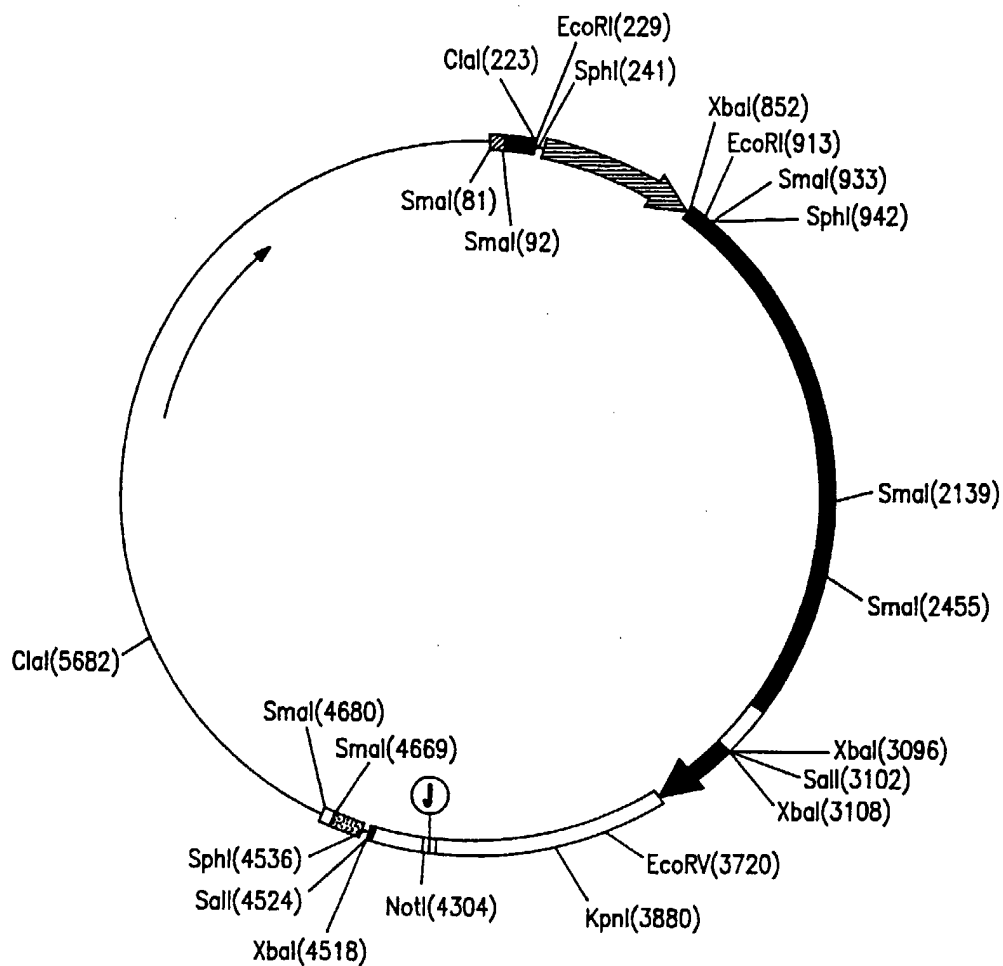 EcoRI(229)
ClaI(223)
SphI(241)
XbaI(852)
EcoRI(913)
SmaI(933)
SphI(942)
SmaI(81)
SmaI(92)
SmaI(2139)
SmaI(2455)
ClaI(5682)
SmaI(4680)
SmaI(4669)
XbaI(3096)
SalI(3102)
XbaI(3108)
J
SphI(4536)
EcoRV(3720)
SalI(4524)
NotI(4304)
KpnI(3880)
XbaI(4518)